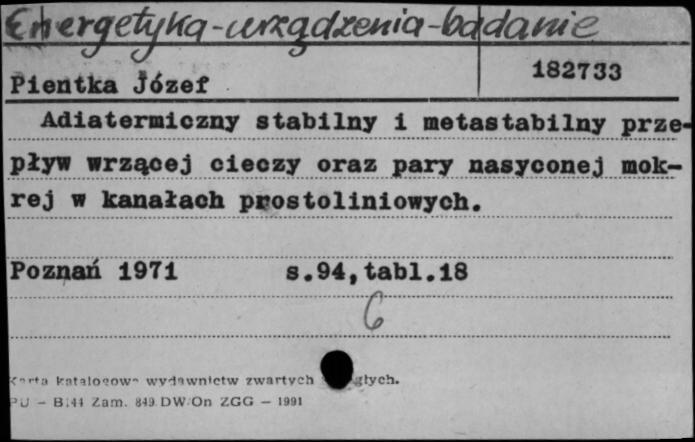 Energetyka-urządzenia-badanie
Pientka Józef 182733
Adiatermiczny stabilny i metastabilny prze-
pływ wrzącej cieczy oraz pary nasyconej mok-
rej w kanałach prostoliniowych.
Poznań 1971 s.94,tabl.18
6
Karta katalogowa wydawnictw zwartych głych.
PU – B/44 Zam. 849 DW/On ZGG – 1991